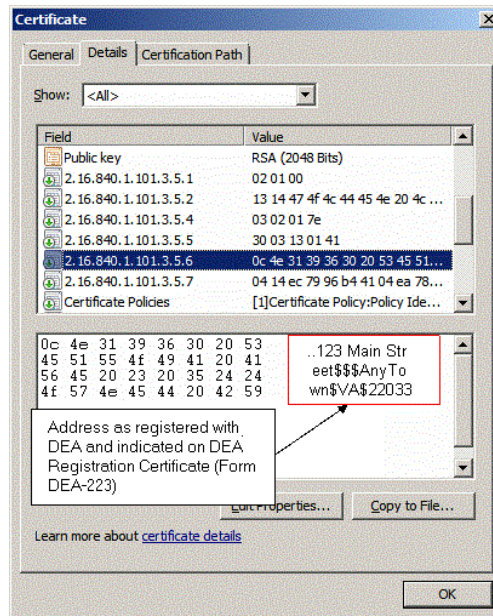 Certificate
General Details Certification Path
Show: <All>
Field Value
Public key RSA (2048 Bits)
2.16.840.1.101.3.5.1 02 01 00
2.16.840.1.101.3.5.2 13 14 47 4f 4c 44 45 4e 20 4c ...
2.16.840.1.101.3.5.4 03 02 01 7e
2.16.840.1.101.3.5.5 30 03 13 01 41
2.16.840.1.101.3.5.6 0c 4e 31 39 36 30 20 53 45 51...
2.16.840.1.101.3.5.7 04 14 ec 79 96 b4 41 04 ea 78...
Certificate Policies [1]Certificate Policy:Policy Ide...
0c 4e 31 39 36 30 20 53
45 51 55 4f 49 41 20 41
56 45 20 23 20 35 24 24
4f 57 4e 45 44 20 42 59
..123 Main Str
eet$$$AnyTo
wn$VA$22033
Address as registered with
DEA and indicated on DEA
Registration Certificate (Form
DEA-223)
Edit Properties... Copy to File...
Learn more about certificate details
OK